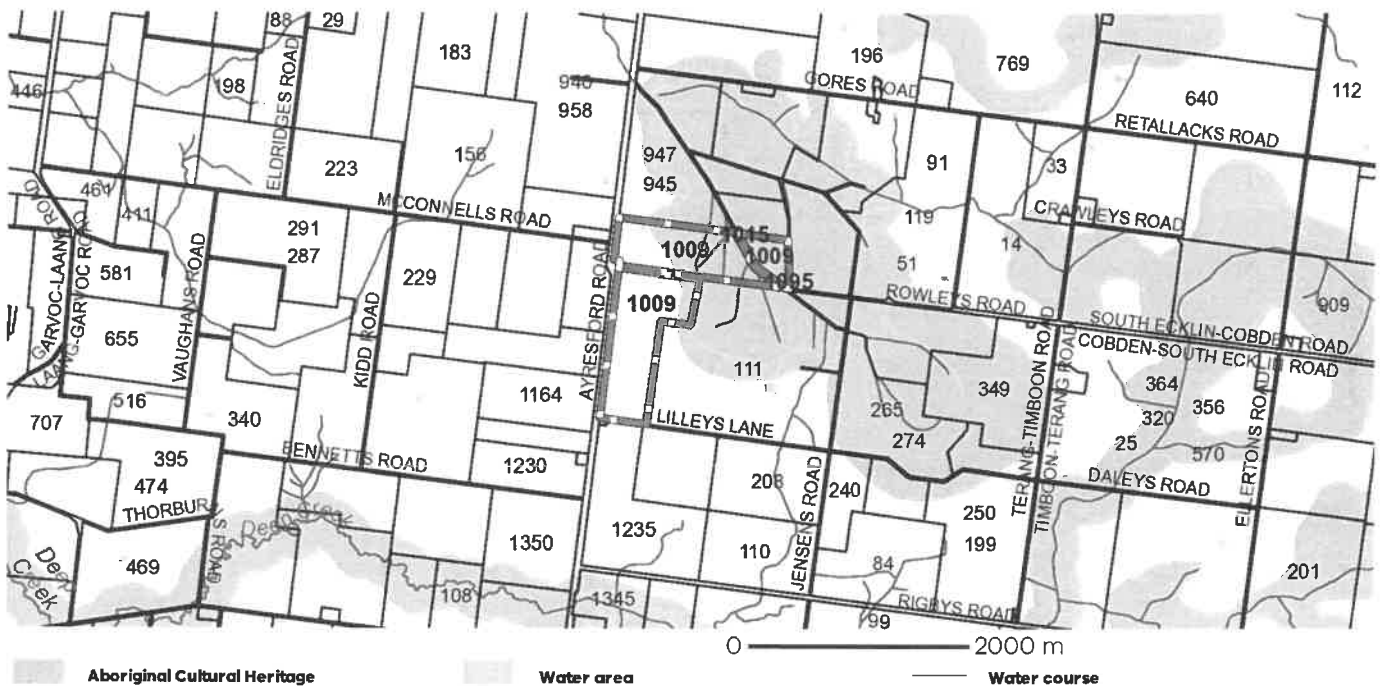 88
29
183
196
769
112
446
98
ELDRIDGES ROAD
940
958
GORES ROAD
640
RETALLACKS ROAD
223
156
947
945
91
33
461
411
MCCONNELLS ROAD
119
CRAWLEYS ROAD
ROAD
291
287
1015
1009
1009
14
51
GARVOC-LAANG
LAANG-GARVOC ROAD
581
VAUGHANS ROAD
229
AYRESFORD ROAD
1095
ROWLEYS ROAD
909
1009
SOUTH ECKLIN-COBDEN ROAD
COBDEN-SOUTH ECKLIN ROAD
655
KIDD ROAD
111
TERANG-TIMBOON ROAD
TIMBOON-TERANG ROAD
349
364
516
1164
265
320
356
ELLERTONS ROAD
707
340
LILLEYS LANE
274
25
570
395
BENNETTS ROAD
1230
DALEYS ROAD
474
THORBURNS ROAD
208
JENSENS ROAD
240
250
199
Deep Creek
1350
1235
110
Deep
Creek
469
84
201
108
1345
RIGBYS ROAD
99
0 2000 m
Aboriginal Cultural Heritage
Water area
Water course